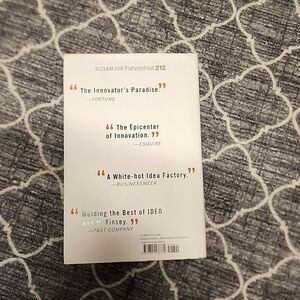 ACCLAIM FOR Fahrenheit 212
“The Innovator's Paradise.”
—FORTUNE
“The Epicenter
of Innovation.”
—ESQUIRE
“A White-hot Idea Factory.”
—BUSINESSWEEK
“Melding the Best of IDEO
and McKinsey.”
—FAST COMPANY